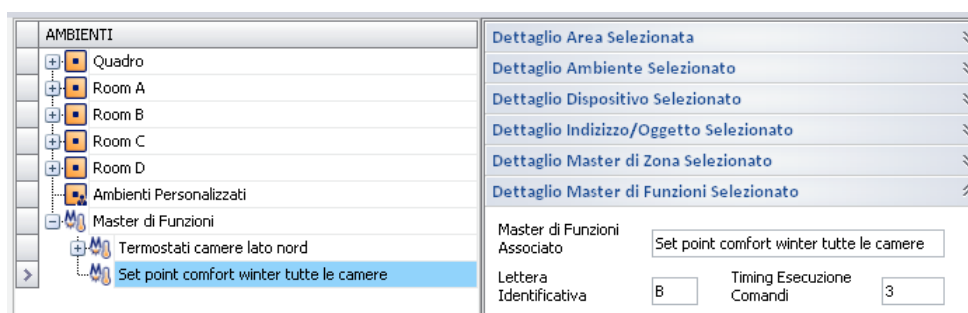 AMBIENTI
Quadro
Room A
Room B
Room C
Room D
Ambienti Personalizzati
Master di Funzioni
Termostati camere lato nord
Set point comfort winter tutte le camere
Dettaglio Area Selezionata
Dettaglio Ambiente Selezionato
Dettaglio Dispositivo Selezionato
Dettaglio Indizizzo/Oggetto Selezionato
Dettaglio Master di Zona Selezionato
Dettaglio Master di Funzioni Selezionato
Master di Funzioni
Associato
Set point comfort winter tutte le camere
Lettera
Identificativa
B
Timing Esecuzione
Comandi
3